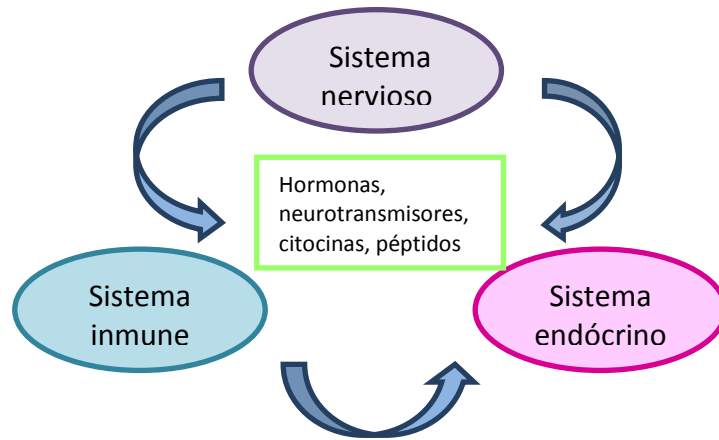 Sistema
nervioso
Hormonas,
neurotransmisores,
citocinas, péptidos
Sistema
inmune
Sistema
endócrino